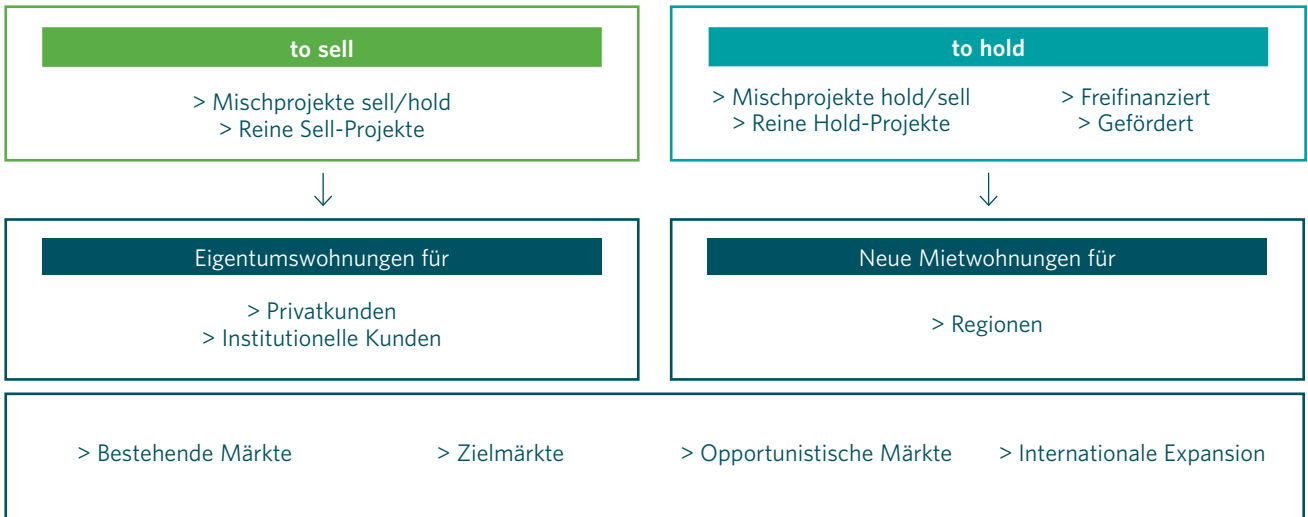 to sell
> Mischprojekte sell/hold
> Reine Sell-Projekte
to hold
> Mischprojekte hold/sell
> Reine Hold-Projekte
> Freifinanziert
> Gefördert
Eigentumswohnungen für
> Privatkunden
> Institutionelle Kunden
Neue Mietwohnungen für
> Regionen
> Bestehende Märkte
> Zielmärkte
> Opportunistische Märkte
> Internationale Expansion